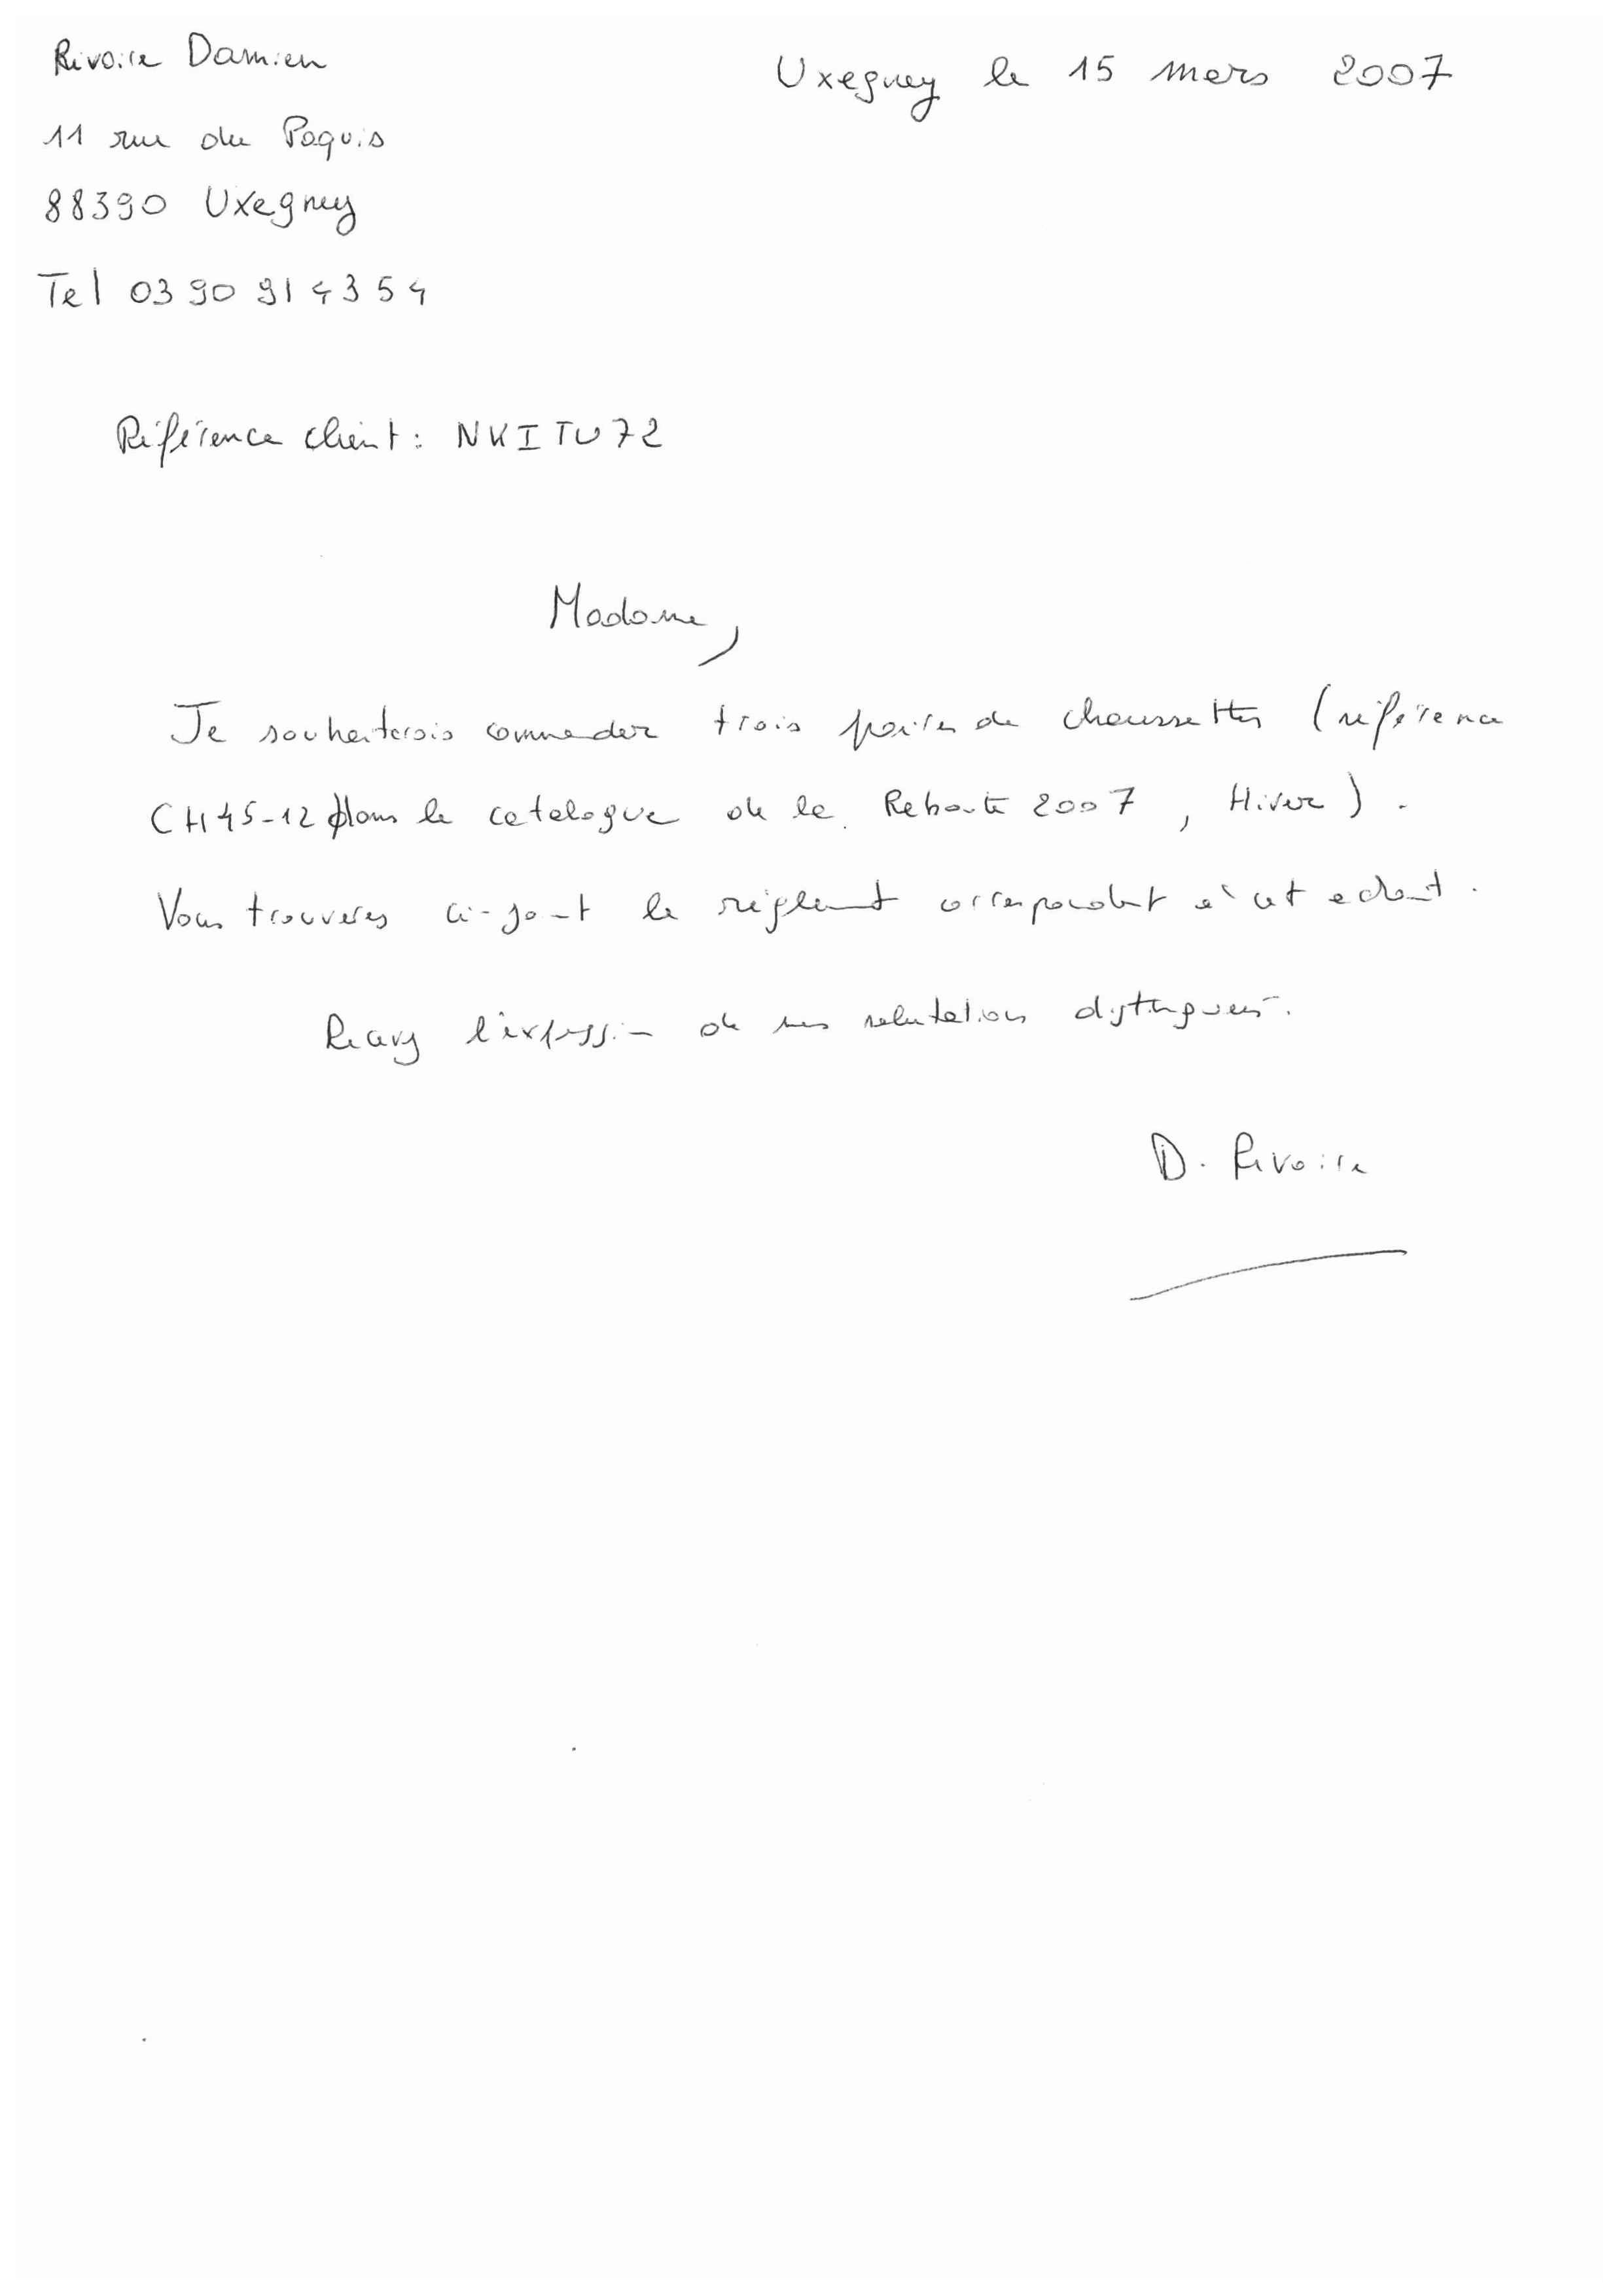 Rivoire Damien
Uxegney le 15 mars 2007
11 rue du Paquis
88390 Uxegney
Tel 03 90 91 43 54
Référence client : NKITU72
Madame,
Je souhaiterais commander trois paires de chaussettes (référence
CH45-12 dans le catalogue de la Redoute 2007, Hiver).
Vous trouverez ci-joint le règlement correspondant à cet achat.
Recevez l'expression de mes salutations distinguées.
D. Rivoire